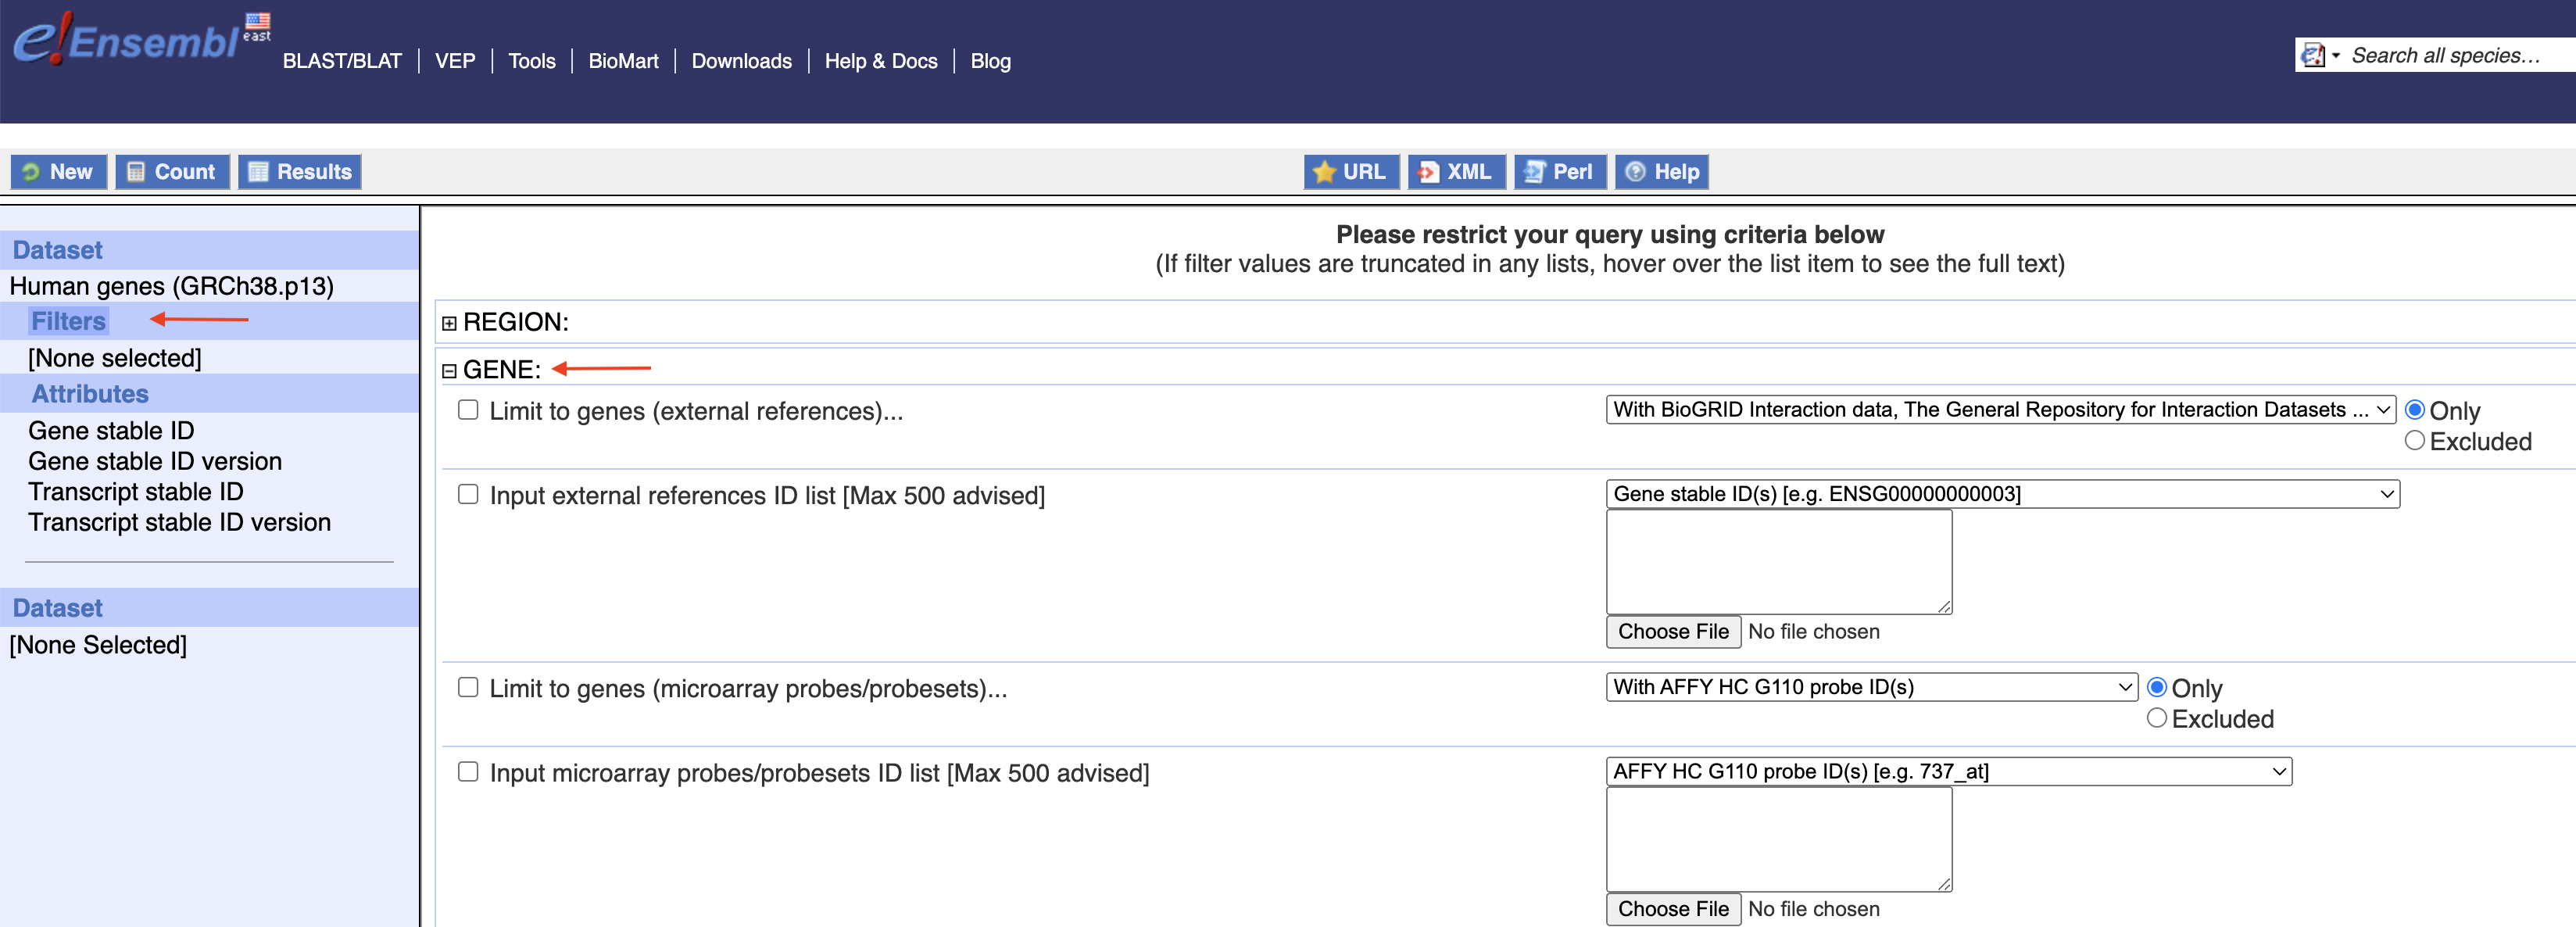 e!Ensembl east
BLAST/BLAT | VEP | Tools | BioMart | Downloads | Help & Docs | Blog
Search all species...
New Count Results URL XML Perl Help
Please restrict your query using criteria below
(If filter values are truncated in any lists, hover over the list item to see the full text)
Dataset
Human genes (GRCh38.p13)
Filters
[None selected]
Attributes
Gene stable ID
Gene stable ID version
Transcript stable ID
Transcript stable ID version
Dataset
[None Selected]
REGION:
GENE:
Limit to genes (external references)... With BioGRID Interaction data, The General Repository for Interaction Datasets ... Only
Excluded
Input external references ID list [Max 500 advised] Gene stable ID(s) [e.g. ENSG00000000003]
Choose File No file chosen
Limit to genes (microarray probes/probesets)... With AFFY HC G110 probe ID(s) Only
Excluded
Input microarray probes/probesets ID list [Max 500 advised] AFFY HC G110 probe ID(s) [e.g. 737_at]
Choose File No file chosen